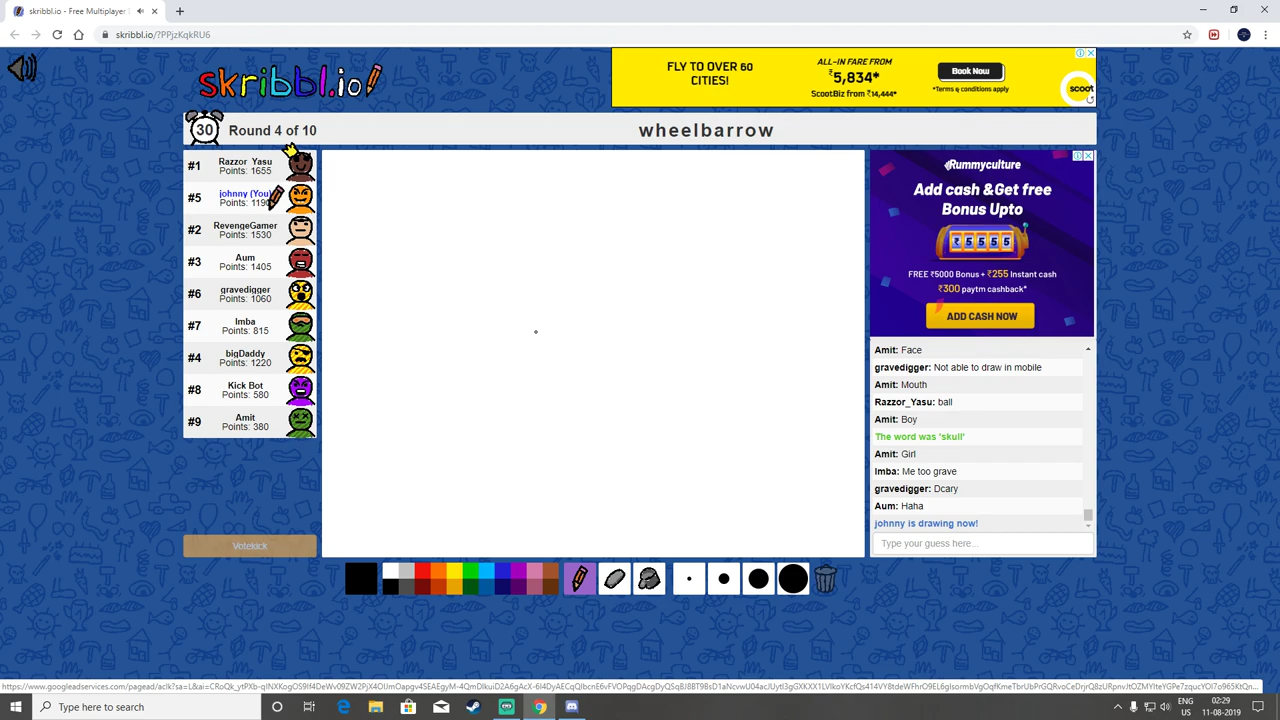 skribbl.io - Free Multiplayer
skribbl.io/?PPjzKqkRU6
skribbl.io
FLY TO OVER 60
CITIES!
ALL-IN FARE FROM
₹5,834*
ScootBiz from ₹14,444*
Book Now
*Terms & conditions apply
scoot
30
Round 4 of 10
wheelbarrow
#1
Razzor_Yasu
Points: 1655
#5
johnny (You)
Points: 1190
#2
RevengeGamer
Points: 1530
#3
Aum
Points: 1405
#6
gravedigger
Points: 1060
#7
Imba
Points: 815
#4
bigDaddy
Points: 1220
#8
Kick Bot
Points: 580
#9
Amit
Points: 380
Votekick
Rummyculture
Add cash &Get free
Bonus Upto
₹5555
FREE ₹5000 Bonus + ₹255 Instant cash
₹300 paytm cashback*
ADD CASH NOW
Amit: Face
gravedigger: Not able to draw in mobile
Amit: Mouth
Razzor_Yasu: ball
Amit: Boy
The word was 'skull'
Amit: Girl
Imba: Me too grave
gravedigger: Dcary
Aum: Haha
johnny is drawing now!
Type your guess here...
Type here to search
ENG
US
02:29
11-08-2019